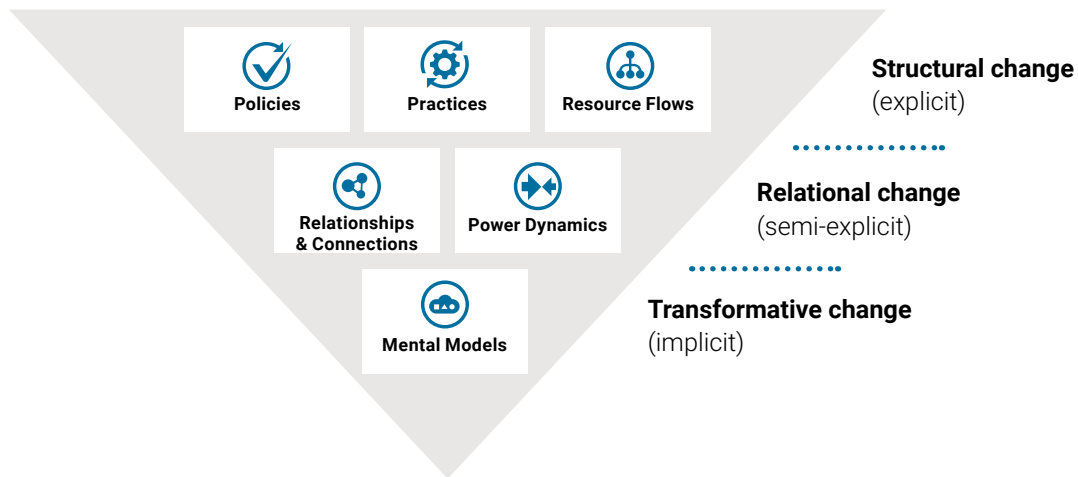 Policies
Practices
Resource Flows
Structural change
(explicit)
Relationships
& Connections
Power Dynamics
Relational change
(semi-explicit)
Mental Models
Transformative change
(implicit)